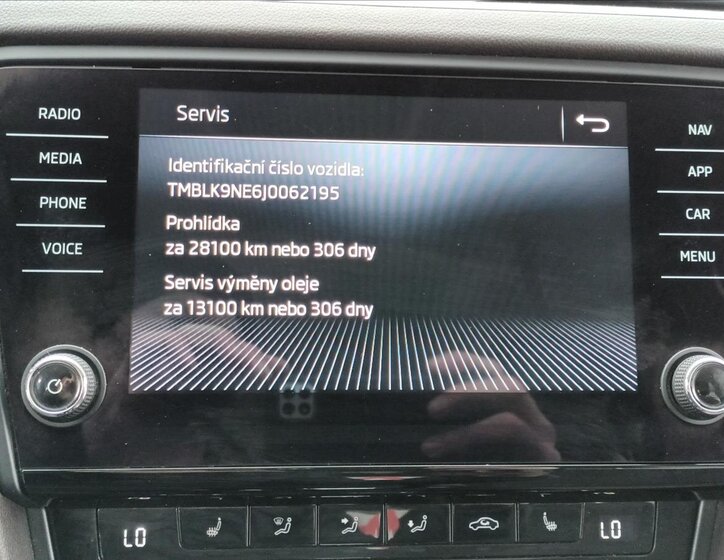 Servis
RADIO
MEDIA
PHONE
VOICE
NAV
APP
CAR
MENU
Identifikační číslo vozidla:
TMBLK9NE6J0062195
Prohlídka
za 28100 km nebo 306 dny
Servis výměny oleje
za 13100 km nebo 306 dny
LO
LO